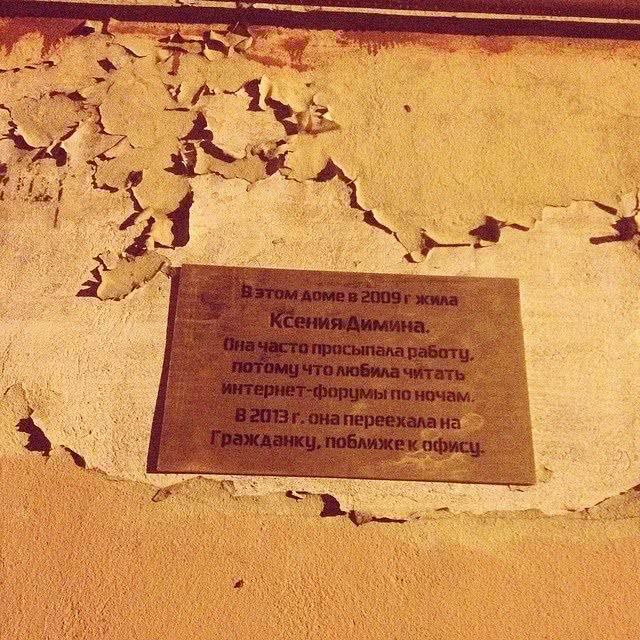 В этом доме в 2009 г жила
Ксения Димина.
Она часто просыпала работу,
потому что любила читать
интернет-форумы по ночам.
В 2013 г. она переехала на
Гражданку, поближе к офису.